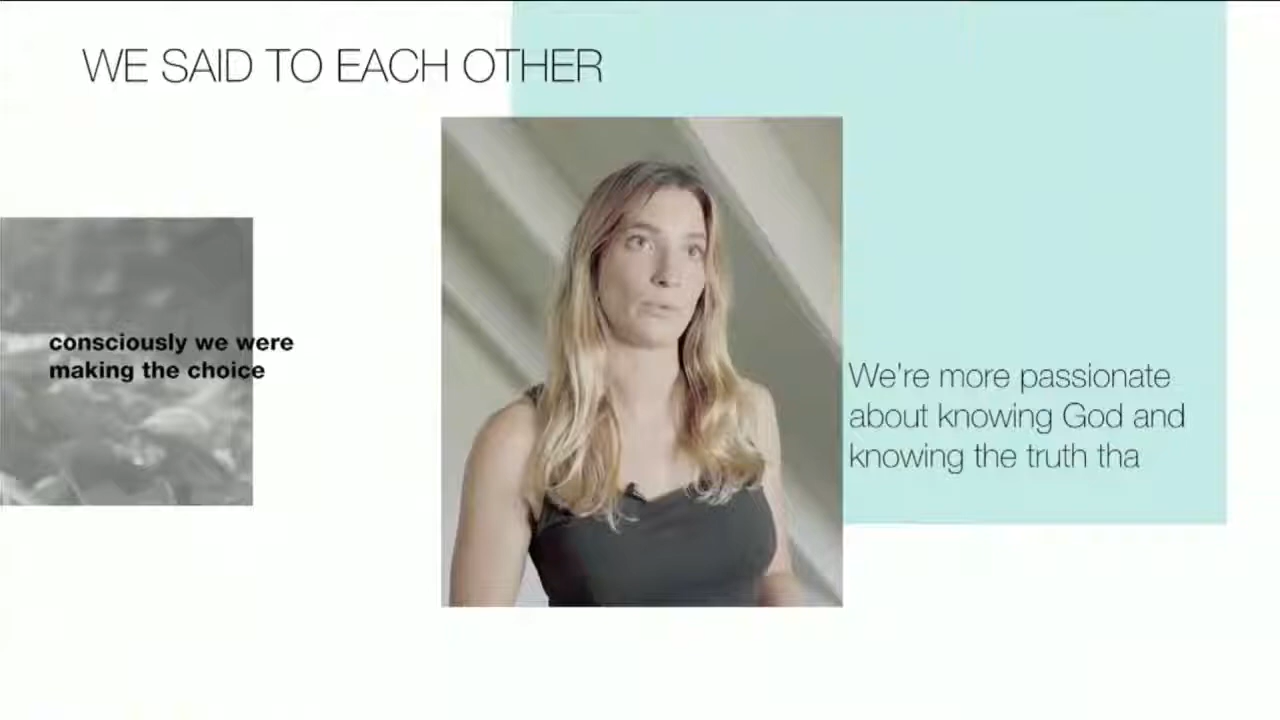 WE SAID TO EACH OTHER
consciously we were
making the choice
We're more passionate
about knowing God and
knowing the truth tha